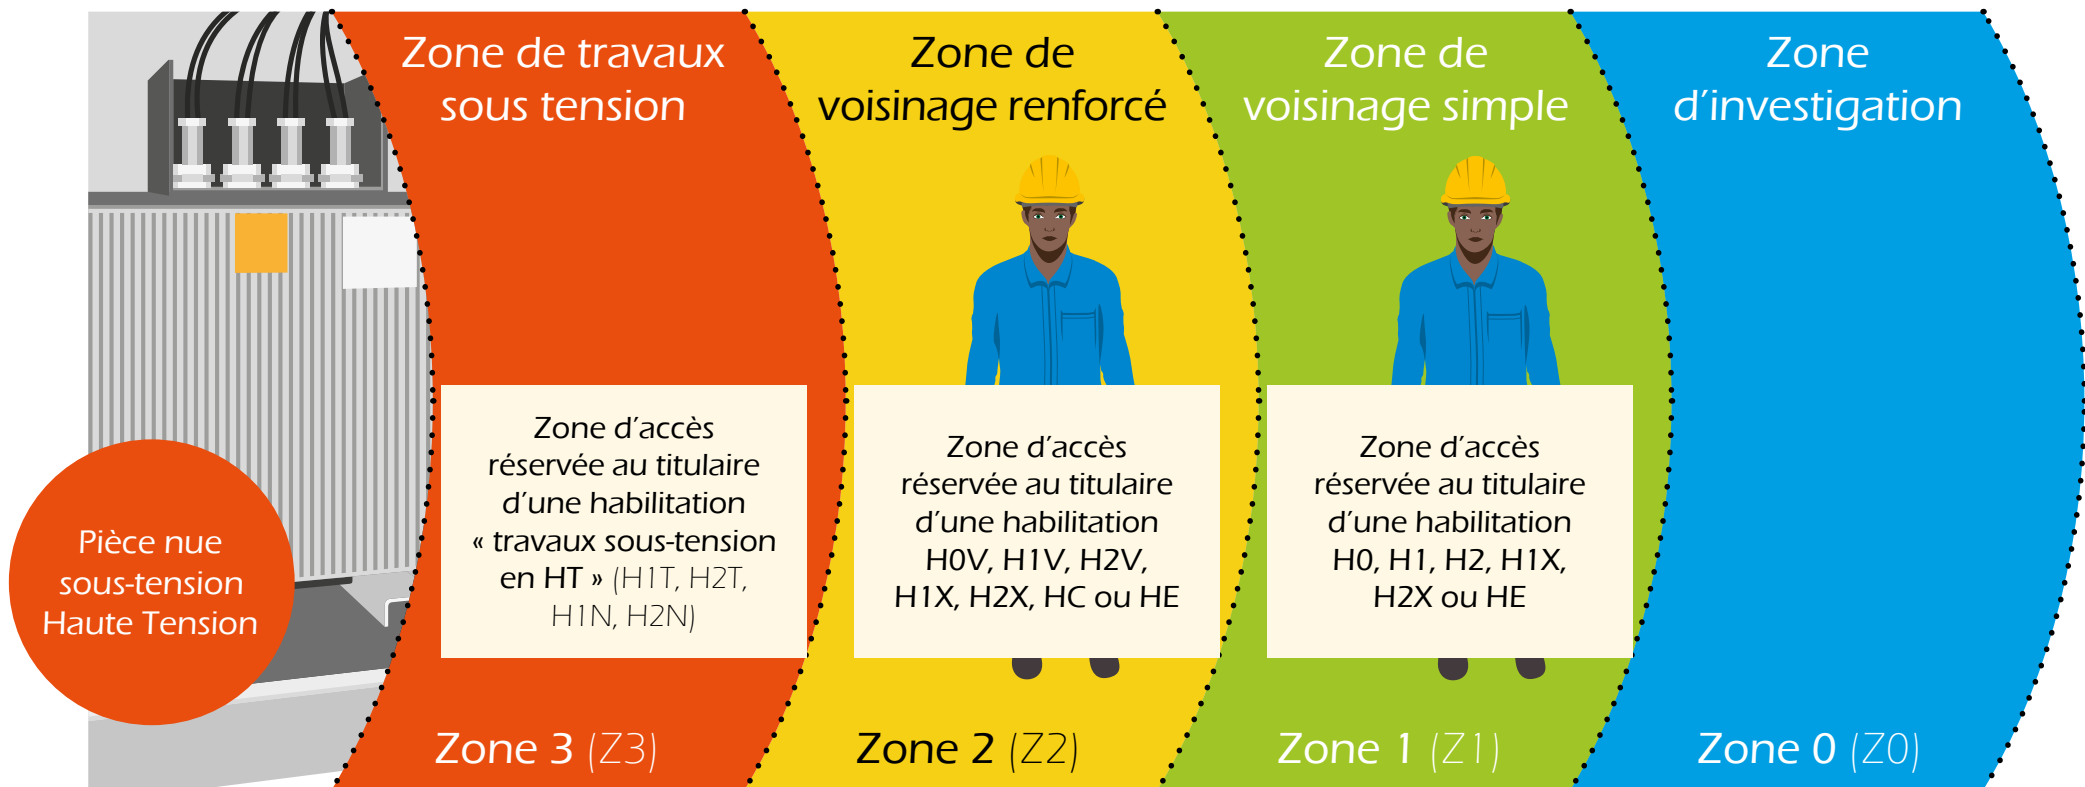 Zone de travaux
sous tension
Zone de
voisinage renforcé
Zone de
voisinage simple
Zone
d'investigation
Pièce nue
sous-tension
Haute Tension
Zone d'accès
réservée au titulaire
d'une habilitation
« travaux sous-tension
en HT » (H1T, H2T,
H1N, H2N)
Zone d'accès
réservée au titulaire
d'une habilitation
H0V, H1V, H2V,
H1X, H2X, HC ou HE
Zone d'accès
réservée au titulaire
d'une habilitation
H0, H1, H2, H1X,
H2X ou HE
Zone 3 (Z3)
Zone 2 (Z2)
Zone 1 (Z1)
Zone 0 (Z0)